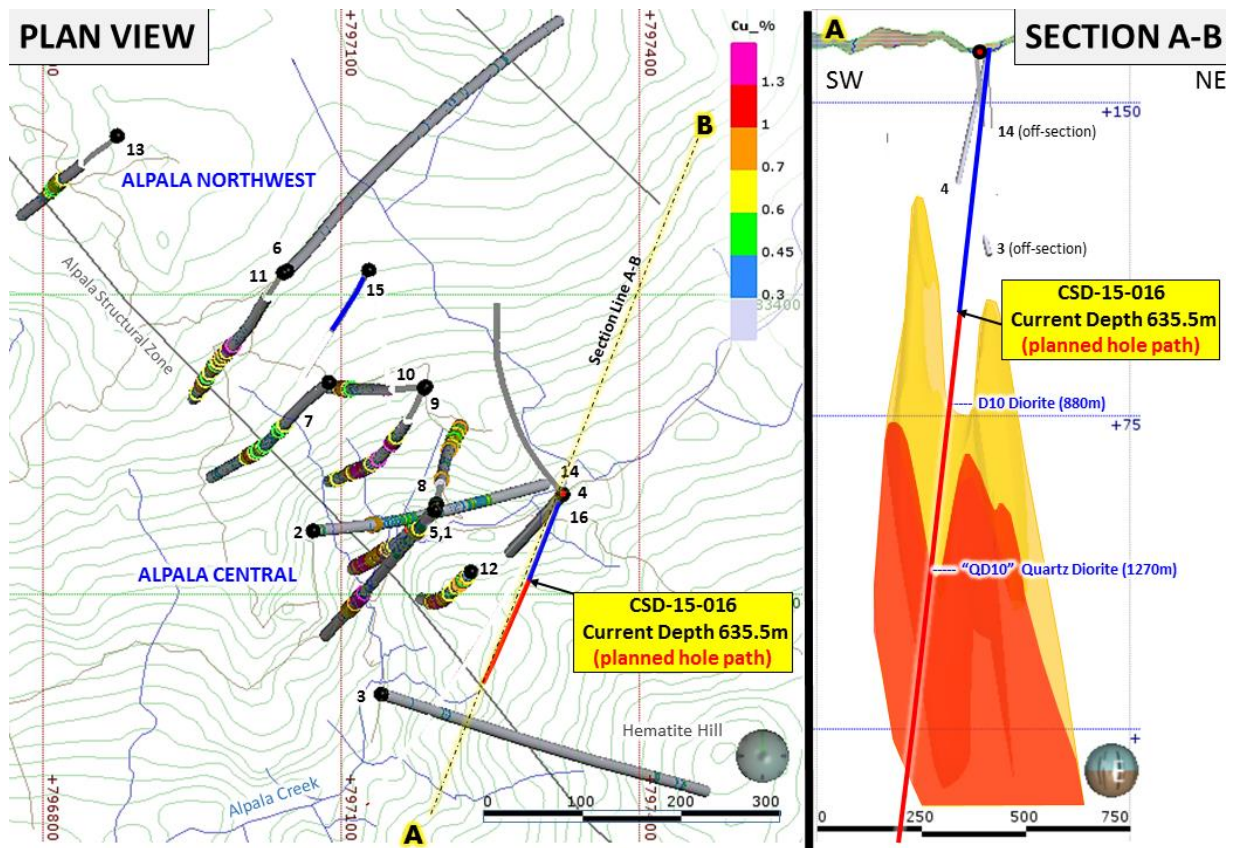 PLAN VIEW
+797100
+797400
Cu_%
1.3
1
0.7
0.6
0.45
0.3
33400
B
13
ALPALA NORTHWEST
6
11
15
Section Line A-B
Alpala Structural Zone
10
9
7
8
14
4
16
2
5,1
12
ALPALA CENTRAL
CSD-15-016
Current Depth 635.5m
(planned hole path)
3
Hematite Hill
Alpala Creek
+796800
+797100
+797400
0 100 200 300
A
A
SECTION A-B
SW
NE
+150
14 (off-section)
4
3 (off-section)
CSD-15-016
Current Depth 635.5m
(planned hole path)
D10 Diorite (880m)
+75
“QD10” Quartz Diorite (1270m)
+
0 250 500 750